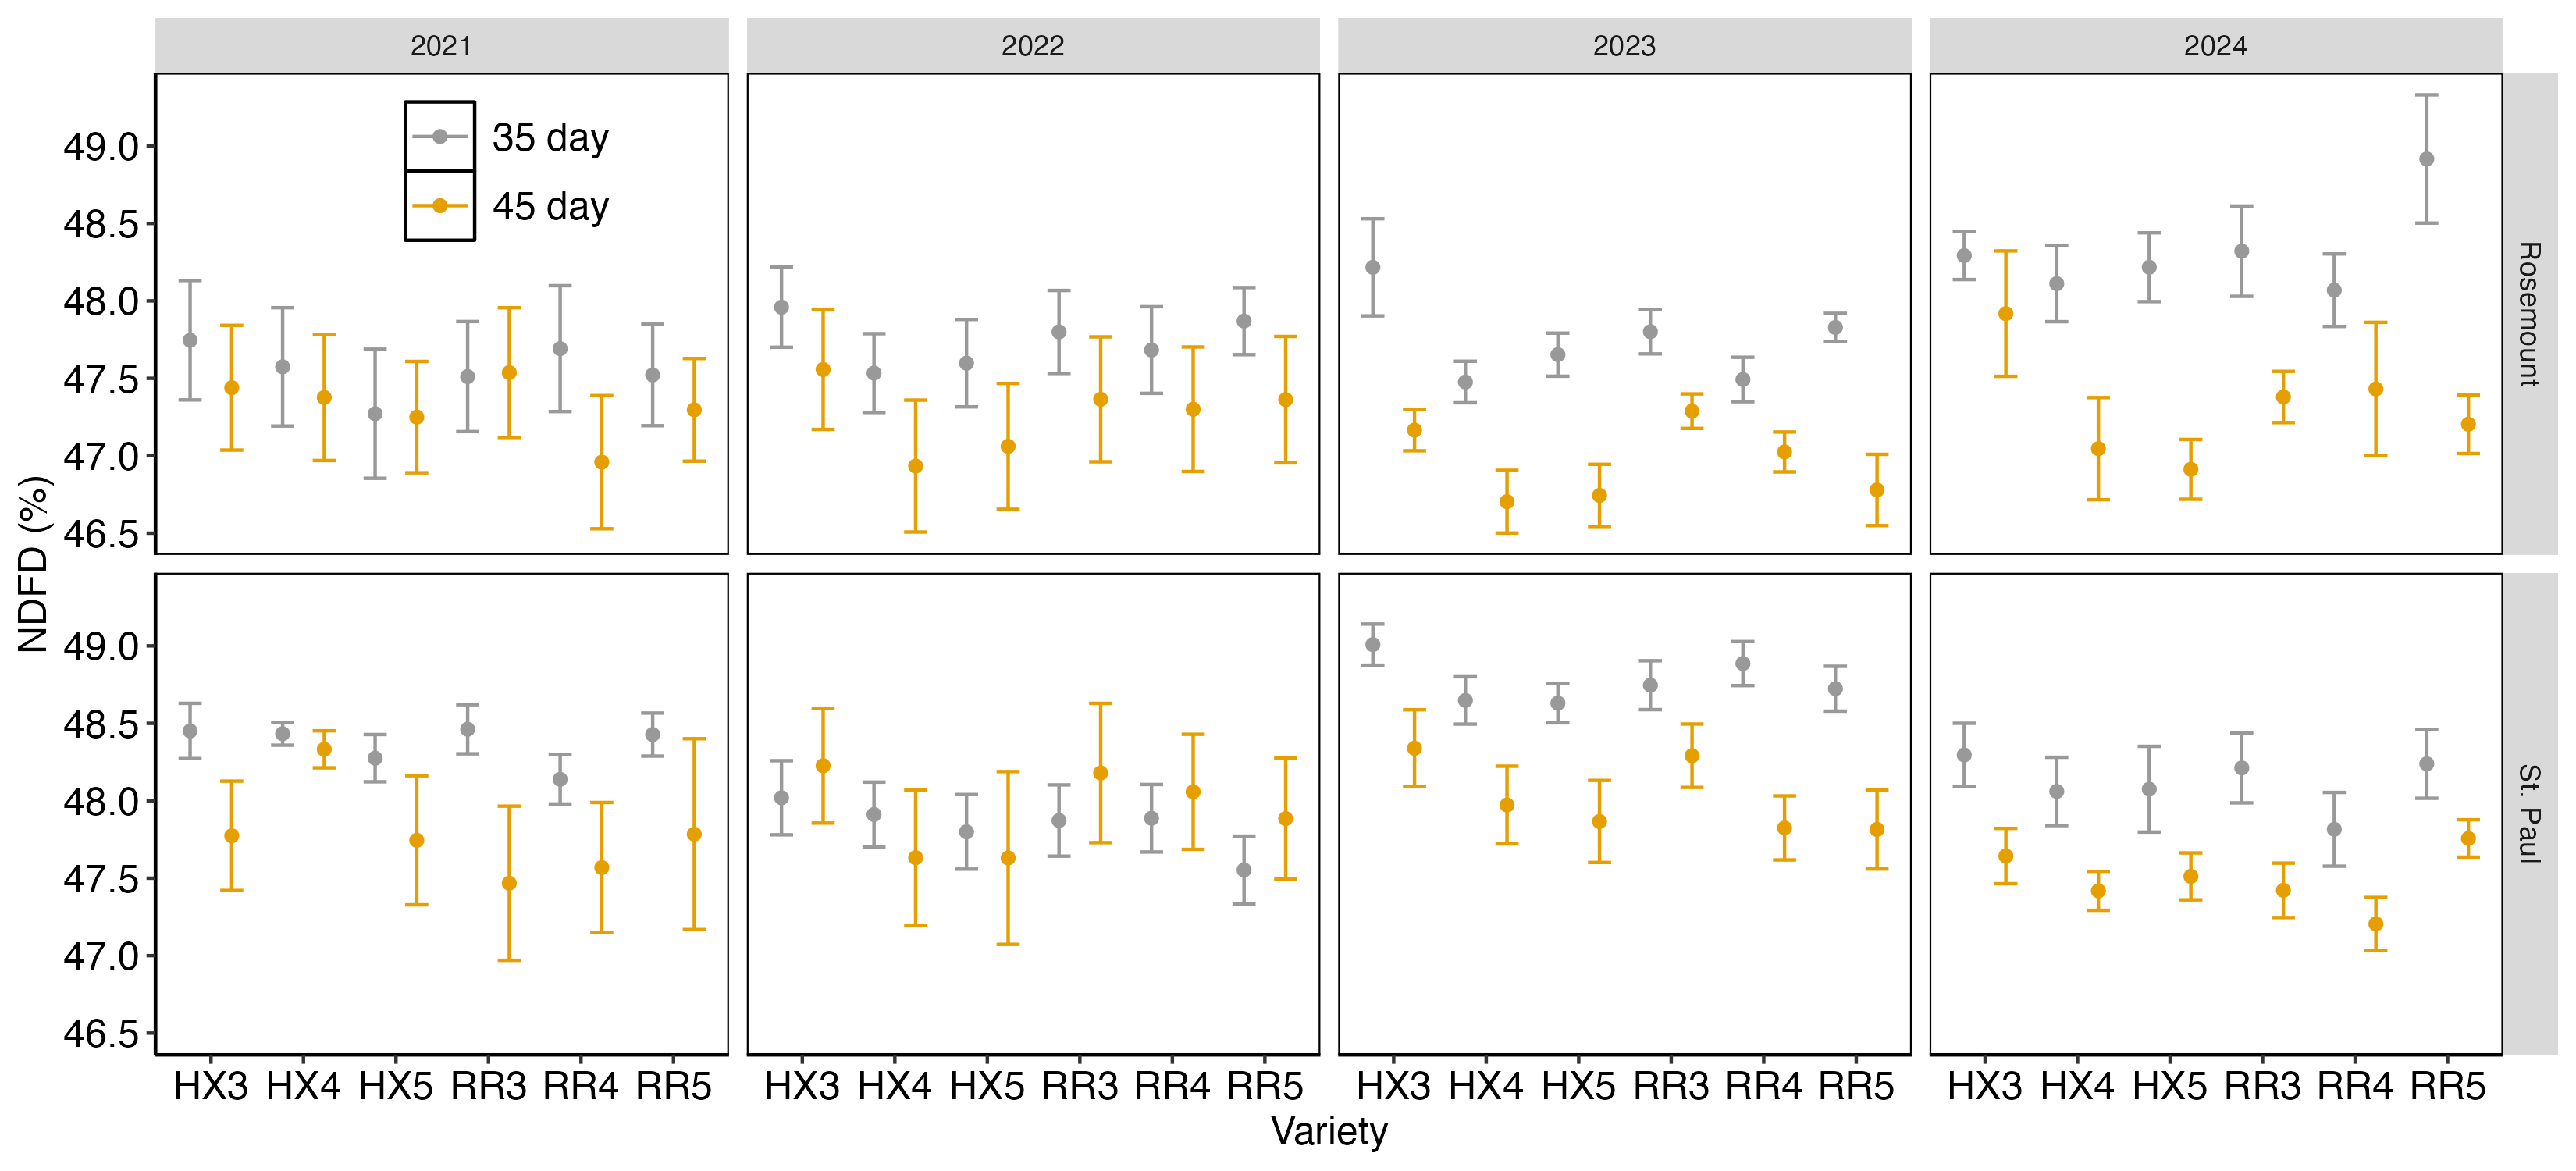 2021 2022 2023 2024
35 day
45 day
49.0
48.5
48.0
47.5
47.0
46.5
Rosemount
NDFD (%)
49.0
48.5
48.0
47.5
47.0
46.5
St. Paul
HX3 HX4 HX5 RR3 RR4 RR5 HX3 HX4 HX5 RR3 RR4 RR5 HX3 HX4 HX5 RR3 RR4 RR5 HX3 HX4 HX5 RR3 RR4 RR5
Variety